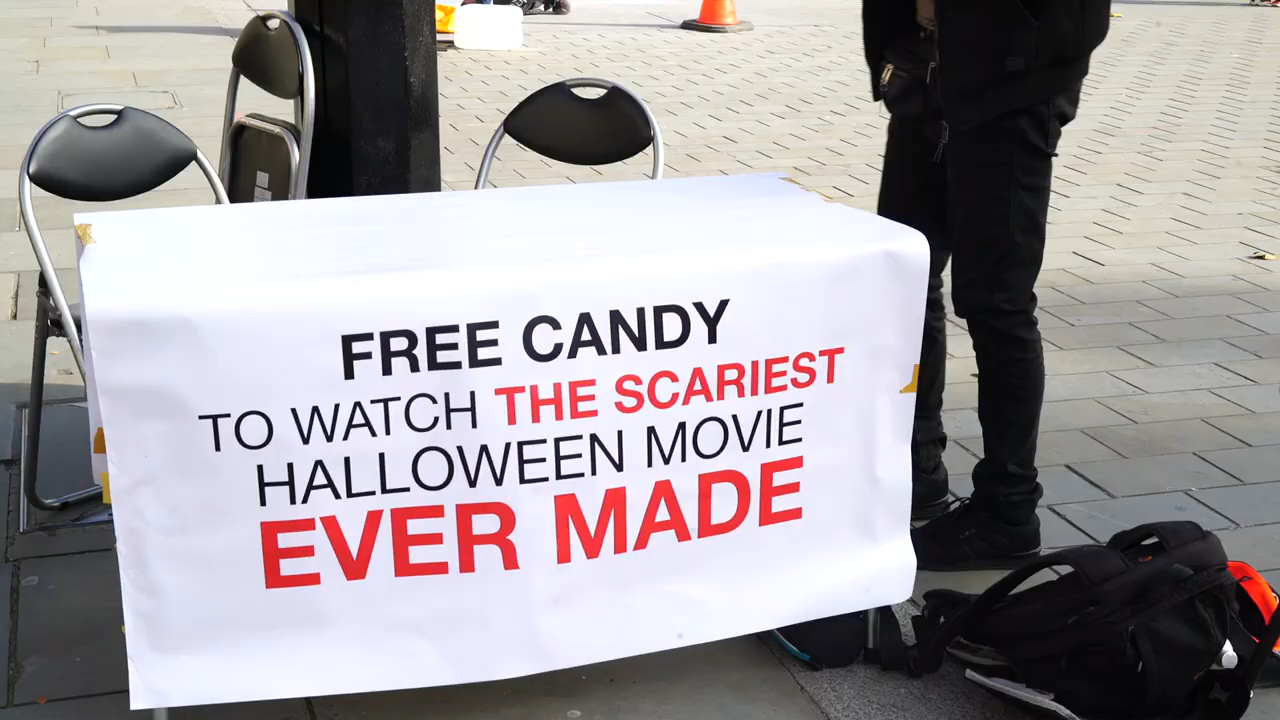 FREE CANDY
TO WATCH THE SCARIEST
HALLOWEEN MOVIE
EVER MADE